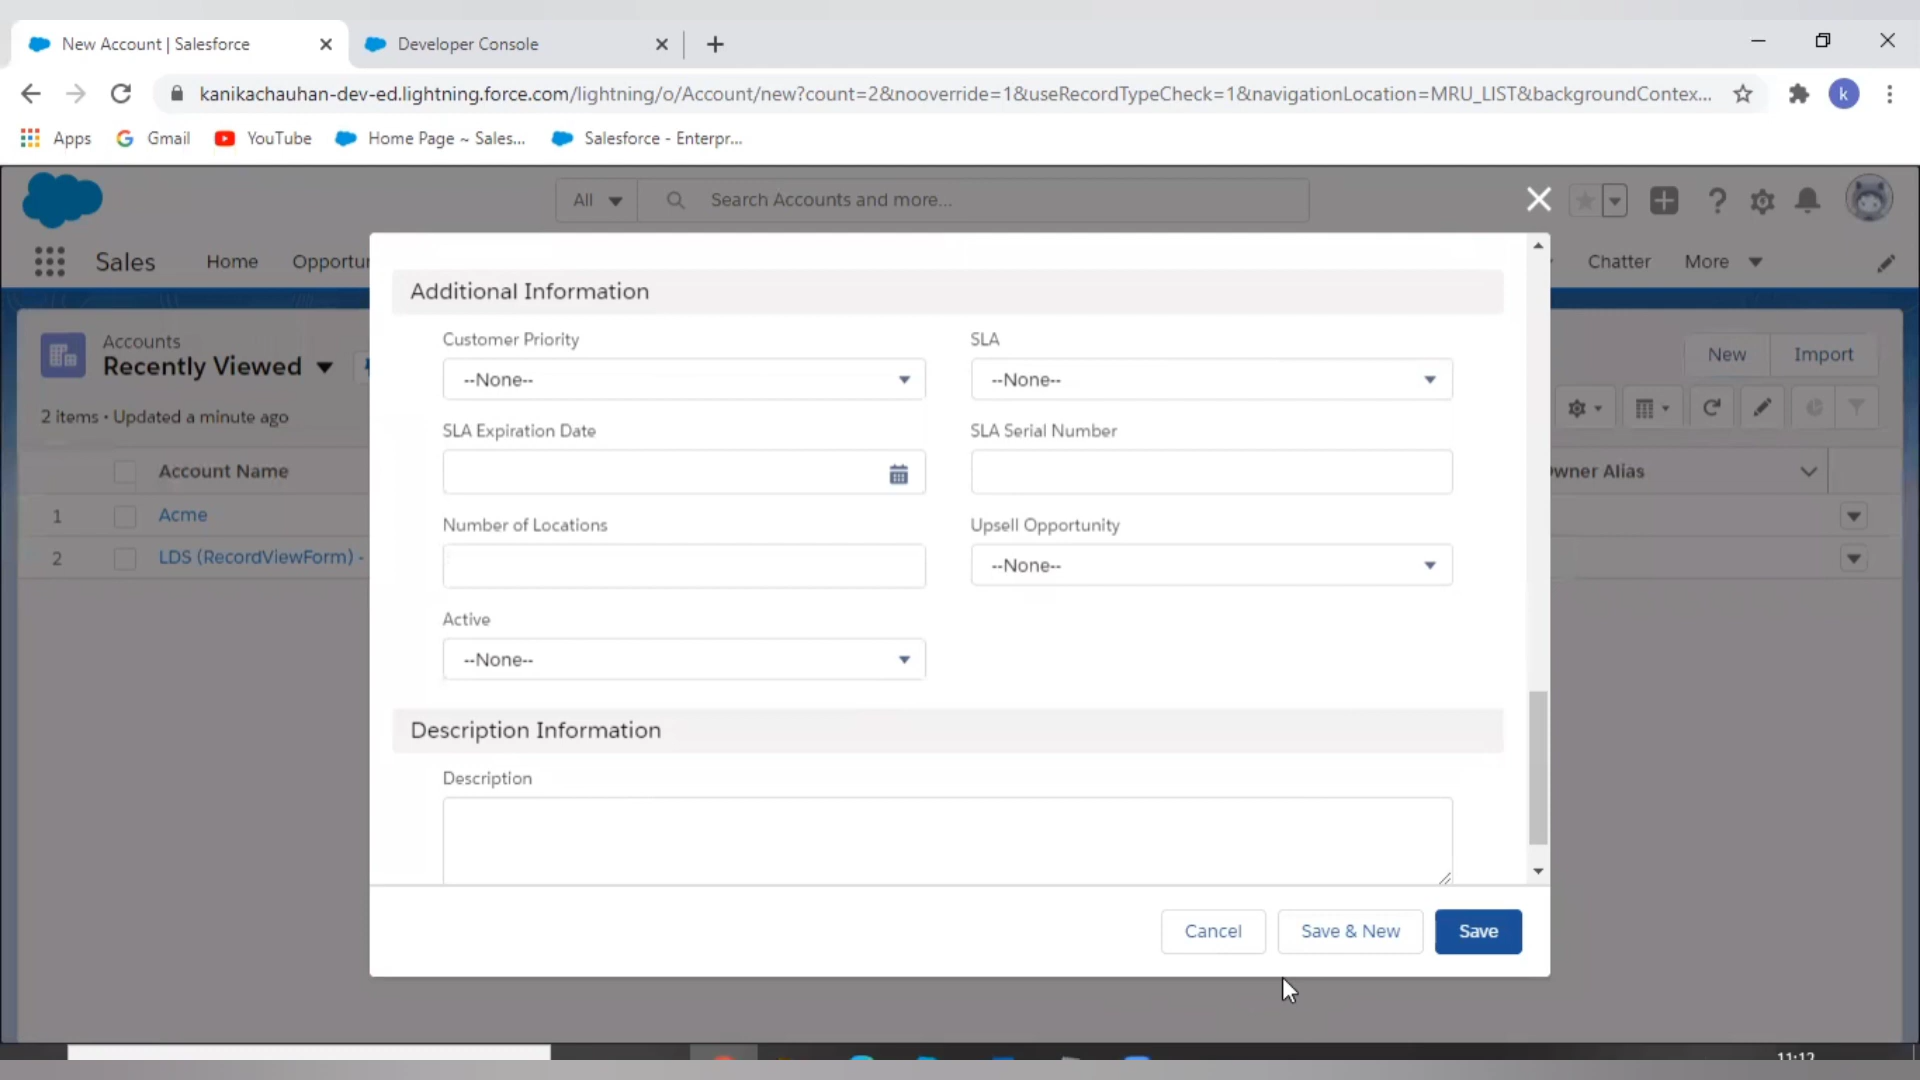 New Account | Salesforce
Developer Console
kanikachauhan-dev-ed.lightning.force.com/lightning/o/Account/new?count=2&nooverride=1&useRecordTypeCheck=1&navigationLocation=MRU_LIST&backgroundContex...
k
Apps
Gmail
YouTube
Home Page ~ Sales...
Salesforce - Enterpr...
All
Search Accounts and more...
Sales
Home
Chatter
More
Accounts
Recently Viewed
New
Import
2 items • Updated a minute ago
Account Name
wner Alias
1
Acme
2
LDS (RecordViewForm) -
Additional Information
Customer Priority
SLA
--None--
--None--
SLA Expiration Date
SLA Serial Number
Number of Locations
Upsell Opportunity
--None--
Active
--None--
Description Information
Description
Cancel
Save & New
Save
11:12